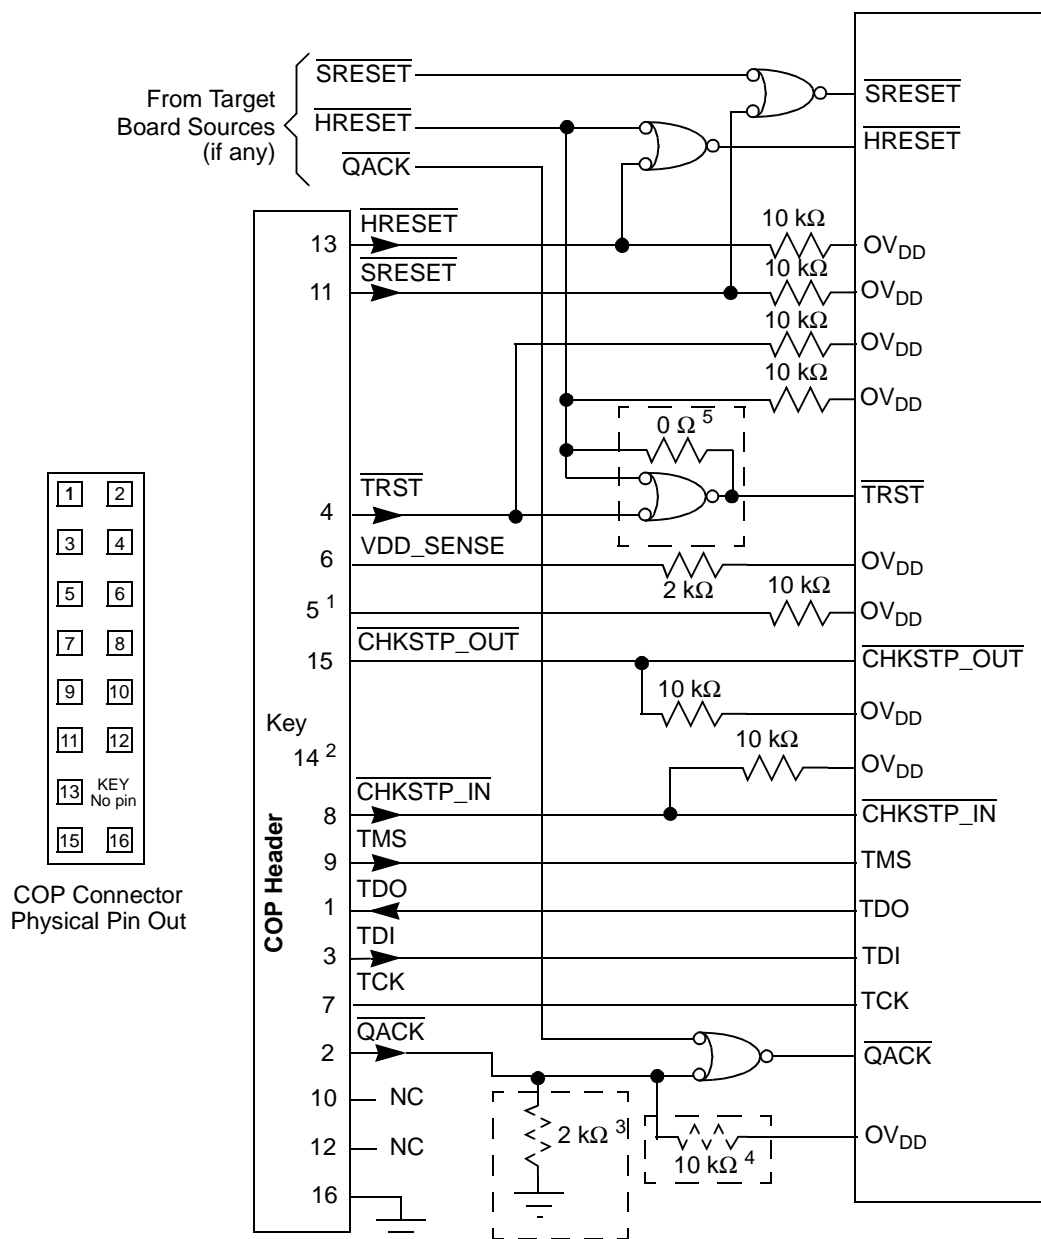 From Target
Board Sources
(if any)
SRESET
HRESET
QACK
SRESET
HRESET
13
HRESET
10 kΩ
OVDD
11
SRESET
10 kΩ
OVDD
10 kΩ
OVDD
10 kΩ
OVDD
0 Ω 5
4
TRST
TRST
6
VDD_SENSE
2 kΩ
OVDD
5 1
10 kΩ
OVDD
15
CHKSTP_OUT
CHKSTP_OUT
10 kΩ
OVDD
Key
14 2
10 kΩ
OVDD
8
CHKSTP_IN
CHKSTP_IN
9
TMS
TMS
1
TDO
TDO
3
TDI
TDI
7
TCK
TCK
2
QACK
QACK
10
NC
2 kΩ 3
10 kΩ 4
OVDD
12
NC
16
COP Header
1 2
3 4
5 6
7 8
9 10
11 12
13 KEY
No pin
15 16
COP Connector
Physical Pin Out